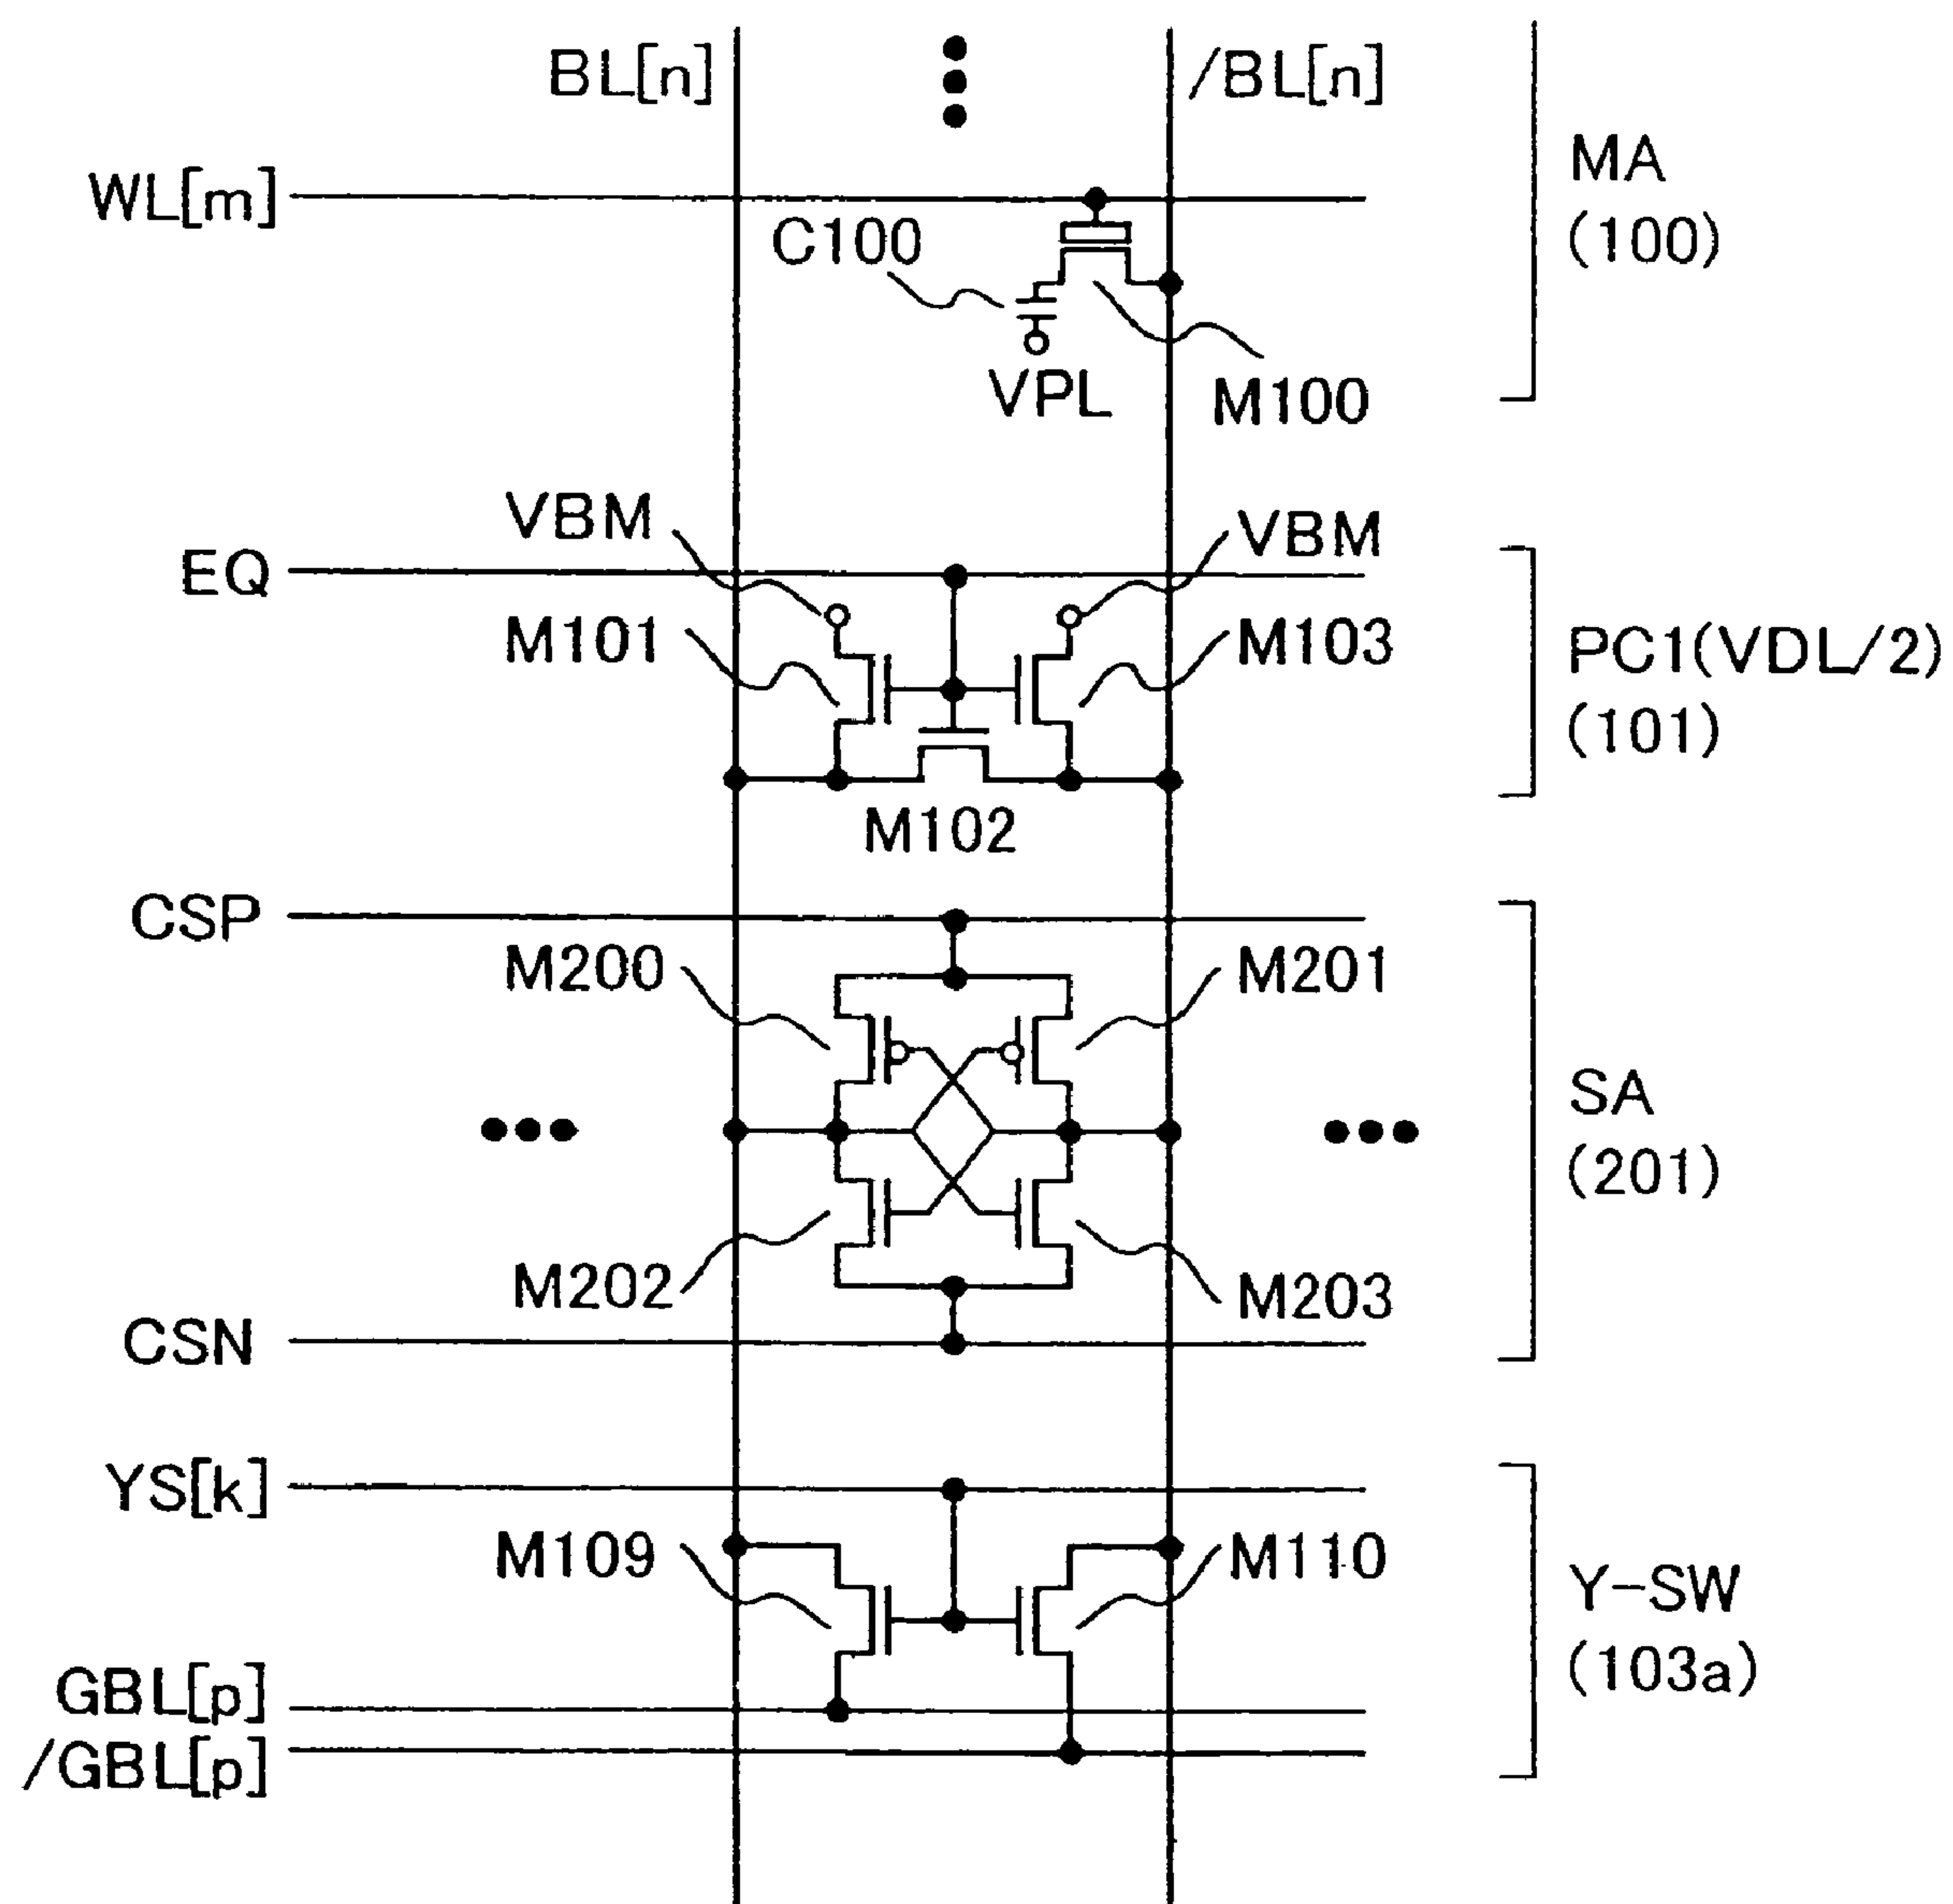 BL[n]
/BL[n]
WL[m]
C100
VPL
M100
MA
(100)
VBM
VBM
EQ
M101
M103
M102
PC1(VDL/2)
(101)
CSP
M200
M201
M202
M203
CSN
SA
(201)
YS[k]
M109
M110
GBL[p]
/GBL[p]
Y-SW
(103a)